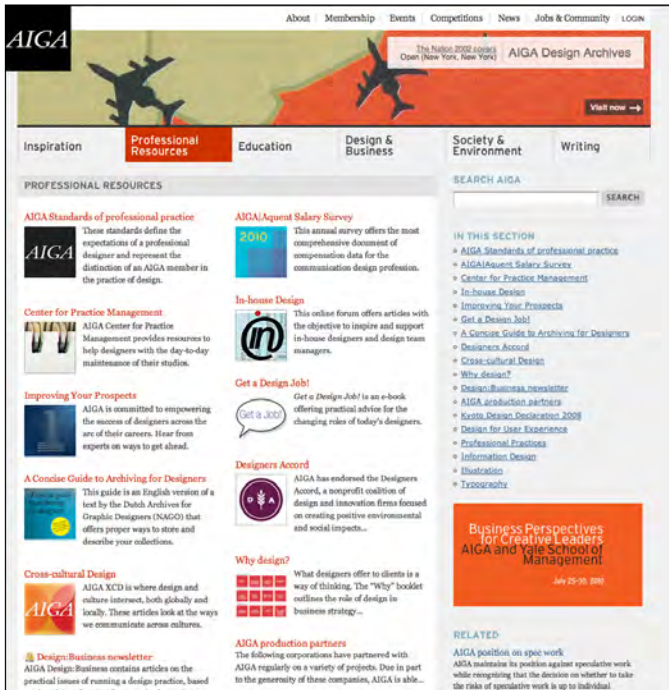 About Membership Events Competitions News Jobs & Community LOGIN
AIGA
The Nation 2002 covers
Open (New York, New York)
AIGA Design Archives
Visit now →
Inspiration
Professional
Resources
Education
Design &
Business
Society &
Environment
Writing
PROFESSIONAL RESOURCES
AIGA Standards of professional practice
AIGA
These standards define the
expectations of a professional
designer and represent the
distinction of an AIGA member in
the practice of design.
Center for Practice Management
AIGA Center for Practice
Management provides resources to
help designers with the day-to-day
maintenance of their studios.
Improving Your Prospects
1
AIGA is committed to empowering
the success of designers across the
arc of their careers. Hear from
experts on ways to get ahead.
A Concise Guide to Archiving for Designers
This guide is an English version of a
text by the Dutch Archives for
Graphic Designers (NAGO) that
offers proper ways to store and
describe your collections.
Cross-cultural Design
AIGA
AIGA XCD is where design and
culture intersect, both globally and
locally. These articles look at the ways
we communicate across cultures.
Design:Business newsletter
AIGA Design:Business contains articles on the
practical issues of running a design practice, based
AIGA|Aquent Salary Survey
2010
This annual survey offers the most
comprehensive document of
compensation data for the
communication design profession.
In-house Design
in
This online forum offers articles with
the objective to inspire and support
in-house designers and design team
managers.
Get a Design Job!
Get a Job!
Get a Design Job! is an e-book
offering practical advice for the
changing roles of today's designers.
Designers Accord
D A
AIGA has endorsed the Designers
Accord, a nonprofit coalition of
design and innovation firms focused
on creating positive environmental
and social impacts...
Why design?
What designers offer to clients is a
way of thinking. The "Why" booklet
outlines the role of design in
business strategy...
AIGA production partners
The following corporations have partnered with
AIGA regularly on a variety of projects. Due in part
to the generosity of these companies, AIGA is able...
SEARCH AIGA
SEARCH
IN THIS SECTION
» AIGA Standards of professional practice
» AIGA|Aquent Salary Survey
» Center for Practice Management
» In-house Design
» Improving Your Prospects
» Get a Design Job!
» A Concise Guide to Archiving for Designers
» Designers Accord
» Cross-cultural Design
» Why design?
» Design:Business newsletter
» AIGA production partners
» Kyoto Design Declaration 2008
» Design for User Experience
» Professional Practices
» Information Design
» Illustration
» Typography
Business Perspectives
for Creative Leaders
AIGA and Yale School of
Management
July 25–30,
RELATED
AIGA position on spec work
AIGA maintains its position against speculative work
while recognizing that the decision on whether to take
the risks of speculative work is up to individual